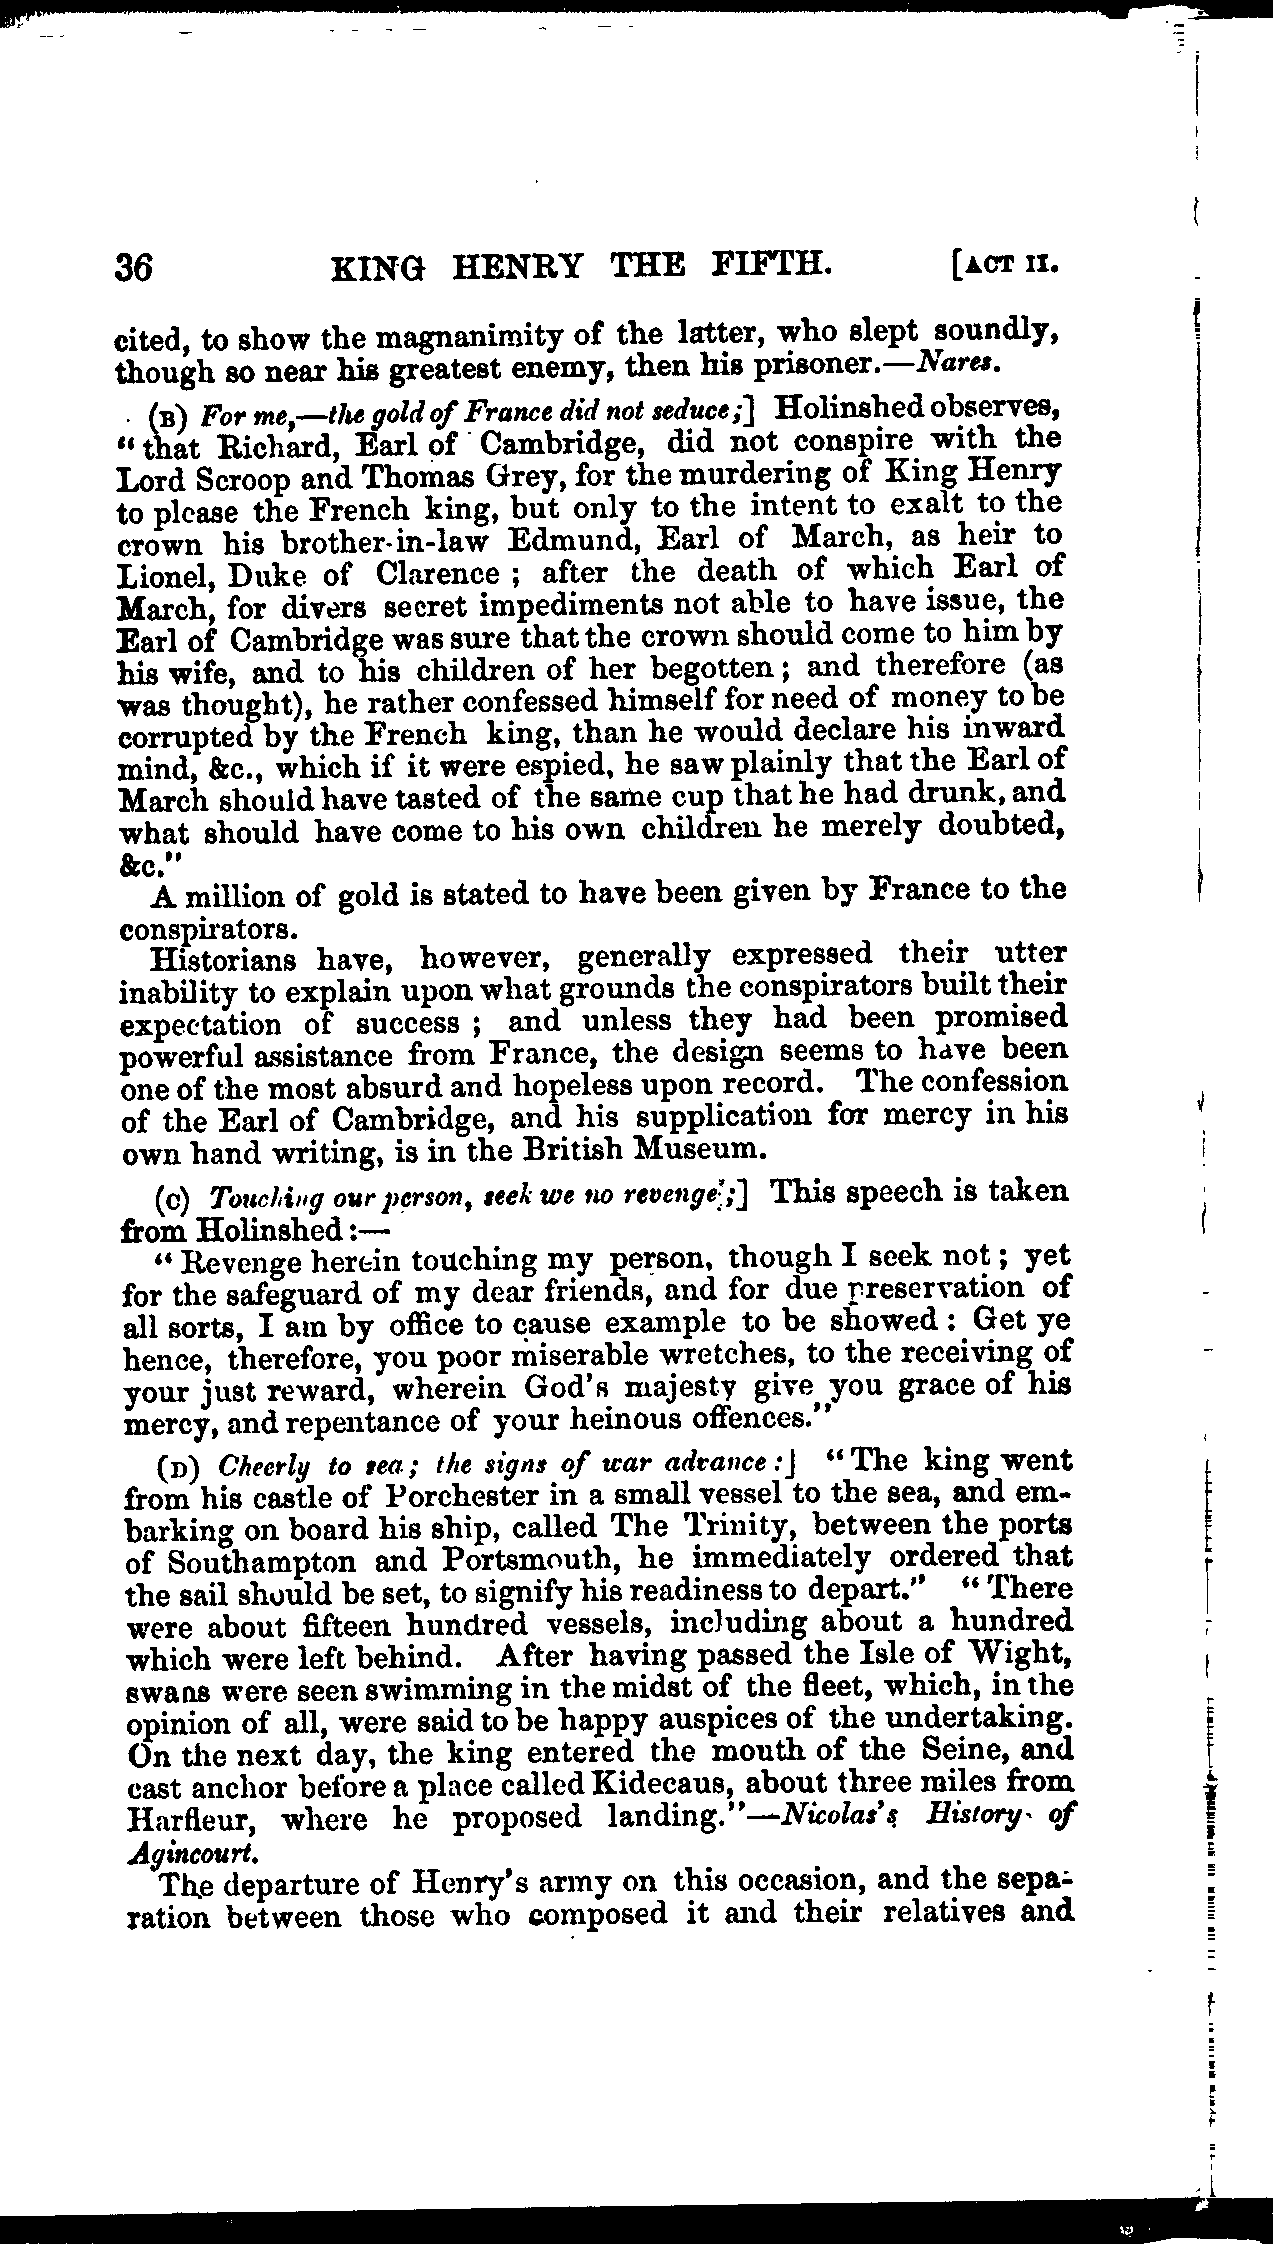 36 KING HENRY THE FIFTH. [ACT II.
cited, to show the magnanimity of the latter, who slept soundly,
though so near his greatest enemy, then his prisoner.—Nares.
(B) For me,—the gold of France did not seduce;] Holinshed observes,
"that Richard, Earl of Cambridge, did not conspire with the
Lord Scroop and Thomas Grey, for the murdering of King Henry
to please the French king, but only to the intent to exalt to the
crown his brother-in-law Edmund, Earl of March, as heir to
Lionel, Duke of Clarence ; after the death of which Earl of
March, for divers secret impediments not able to have issue, the
Earl of Cambridge was sure that the crown should come to him by
his wife, and to his children of her begotten ; and therefore (as
was thought), he rather confessed himself for need of money to be
corrupted by the French king, than he would declare his inward
mind, &c., which if it were espied, he saw plainly that the Earl of
March should have tasted of the same cup that he had drunk, and
what should have come to his own children he merely doubted,
&c."
A million of gold is stated to have been given by France to the
conspirators.
Historians have, however, generally expressed their utter
inability to explain upon what grounds the conspirators built their
expectation of success ; and unless they had been promised
powerful assistance from France, the design seems to have been
one of the most absurd and hopeless upon record. The confession
of the Earl of Cambridge, and his supplication for mercy in his
own hand writing, is in the British Museum.
(C) Touching our person, seek we no revenge;] This speech is taken
from Holinshed :—
"Revenge herein touching my person, though I seek not ; yet
for the safeguard of my dear friends, and for due preservation of
all sorts, I am by office to cause example to be showed : Get ye
hence, therefore, you poor miserable wretches, to the receiving of
your just reward, wherein God's majesty give you grace of his
mercy, and repentance of your heinous offences."
(D) Cheerly to sea ; the signs of war advance :] "The king went
from his castle of Porchester in a small vessel to the sea, and em-
barking on board his ship, called The Trinity, between the ports
of Southampton and Portsmouth, he immediately ordered that
the sail should be set, to signify his readiness to depart." "There
were about fifteen hundred vessels, including about a hundred
which were left behind. After having passed the Isle of Wight,
swans were seen swimming in the midst of the fleet, which, in the
opinion of all, were said to be happy auspices of the undertaking.
On the next day, the king entered the mouth of the Seine, and
cast anchor before a place called Kidecaus, about three miles from
Harfleur, where he proposed landing."—Nicolas's History of
Agincourt.
The departure of Henry's army on this occasion, and the sepa-
ration between those who composed it and their relatives and